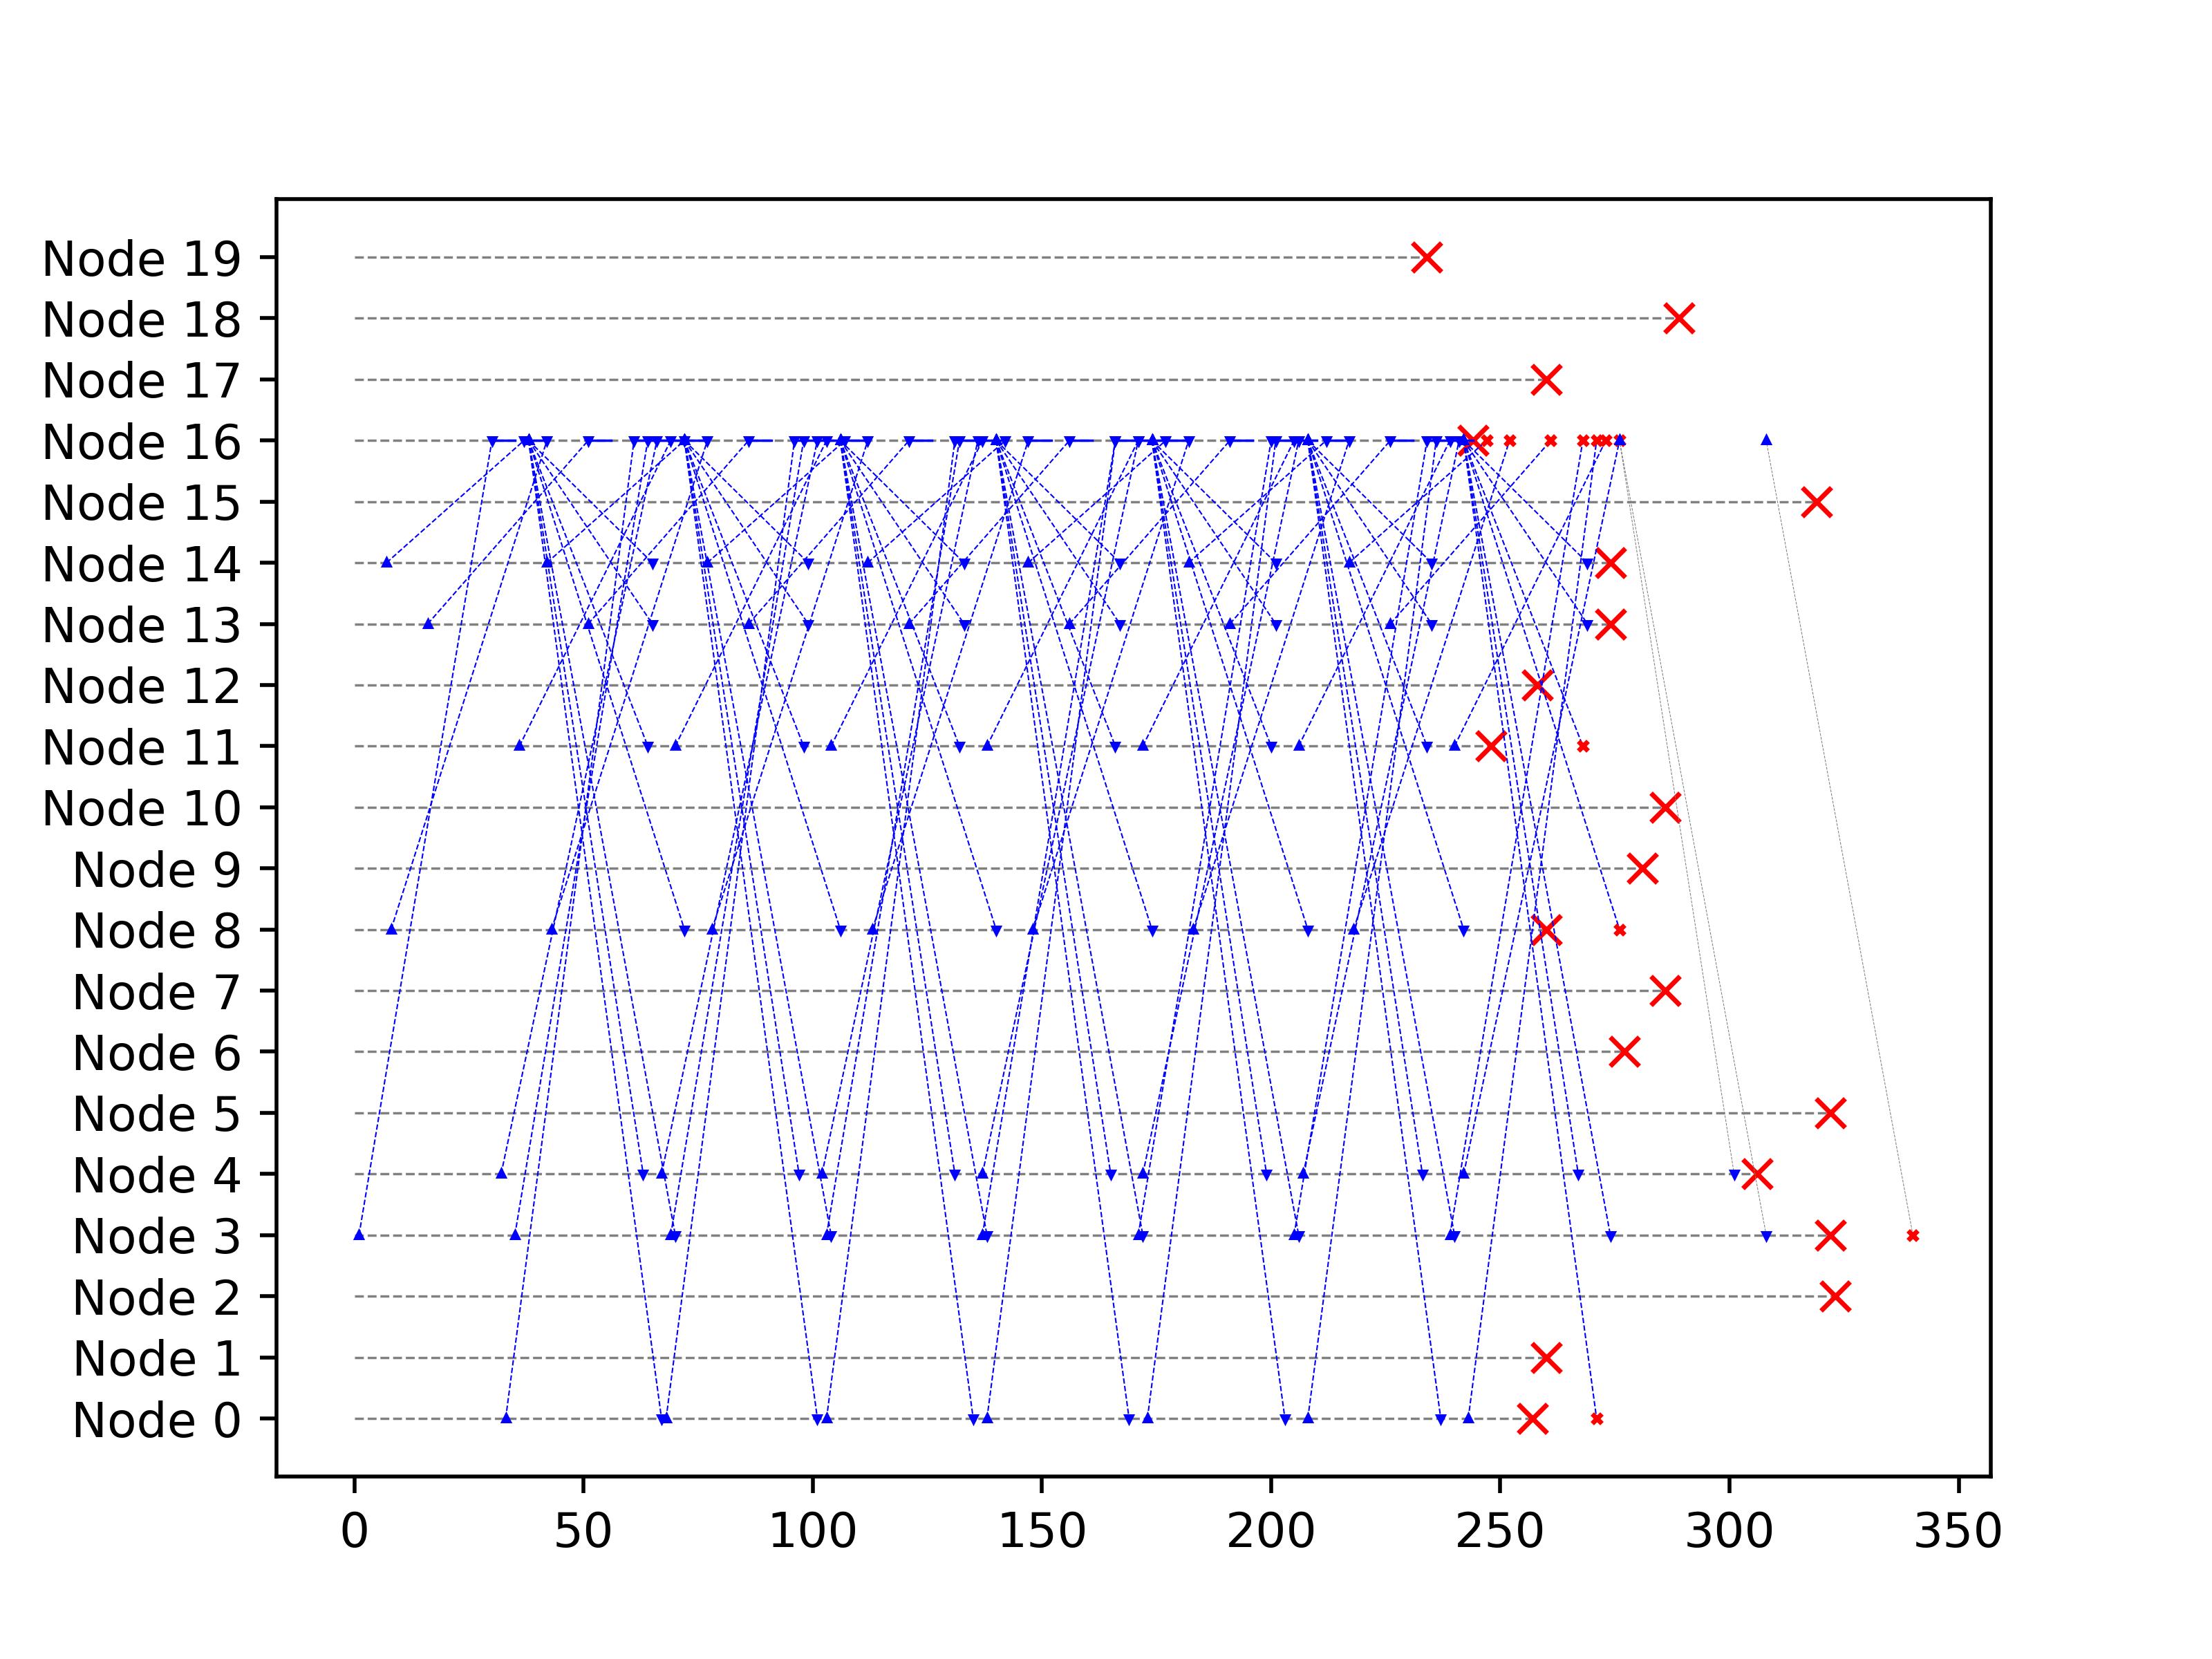 Node 19
Node 18
Node 17
Node 16
Node 15
Node 14
Node 13
Node 12
Node 11
Node 10
Node 9
Node 8
Node 7
Node 6
Node 5
Node 4
Node 3
Node 2
Node 1
Node 0
0 50 100 150 200 250 300 350